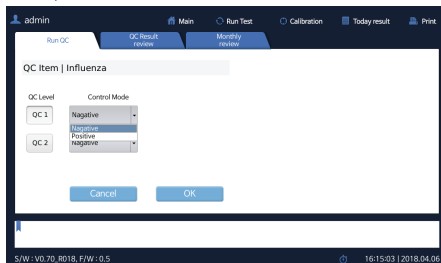 admin Main Run Test Calibration Today result Print
Run QC QC Result review Monthly review
QC Item | Influenza
QC Level Control Mode
QC 1 Nagative
Nagative
Positive
QC 2 Nagative
Cancel OK
S/W : V0.70_R018, F/W : 0.5 16:15:03 | 2018.04.06